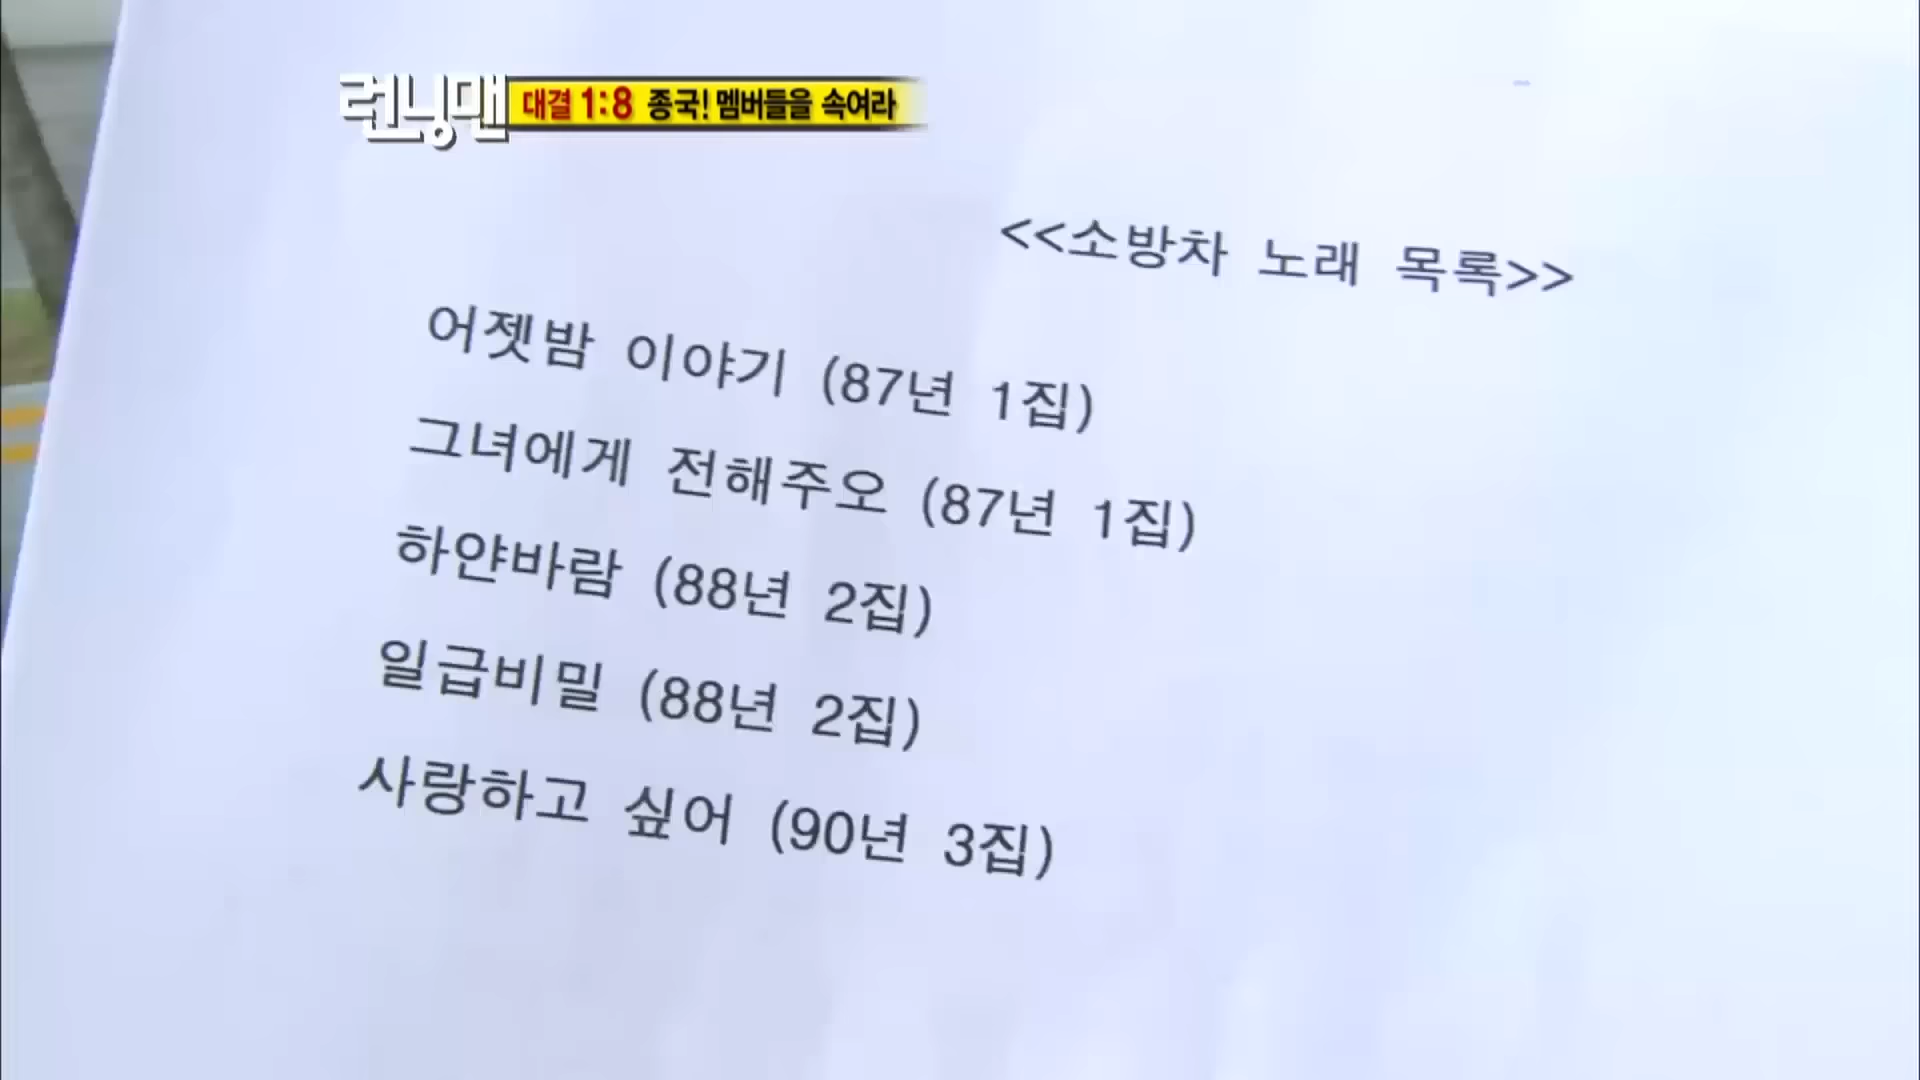 런닝맨 대결 1:8 종국! 멤버들을 속여라
<<소방차 노래 목록>>
어젯밤 이야기 (87년 1집)
그녀에게 전해주오 (87년 1집)
하얀바람 (88년 2집)
일급비밀 (88년 2집)
사랑하고 싶어 (90년 3집)